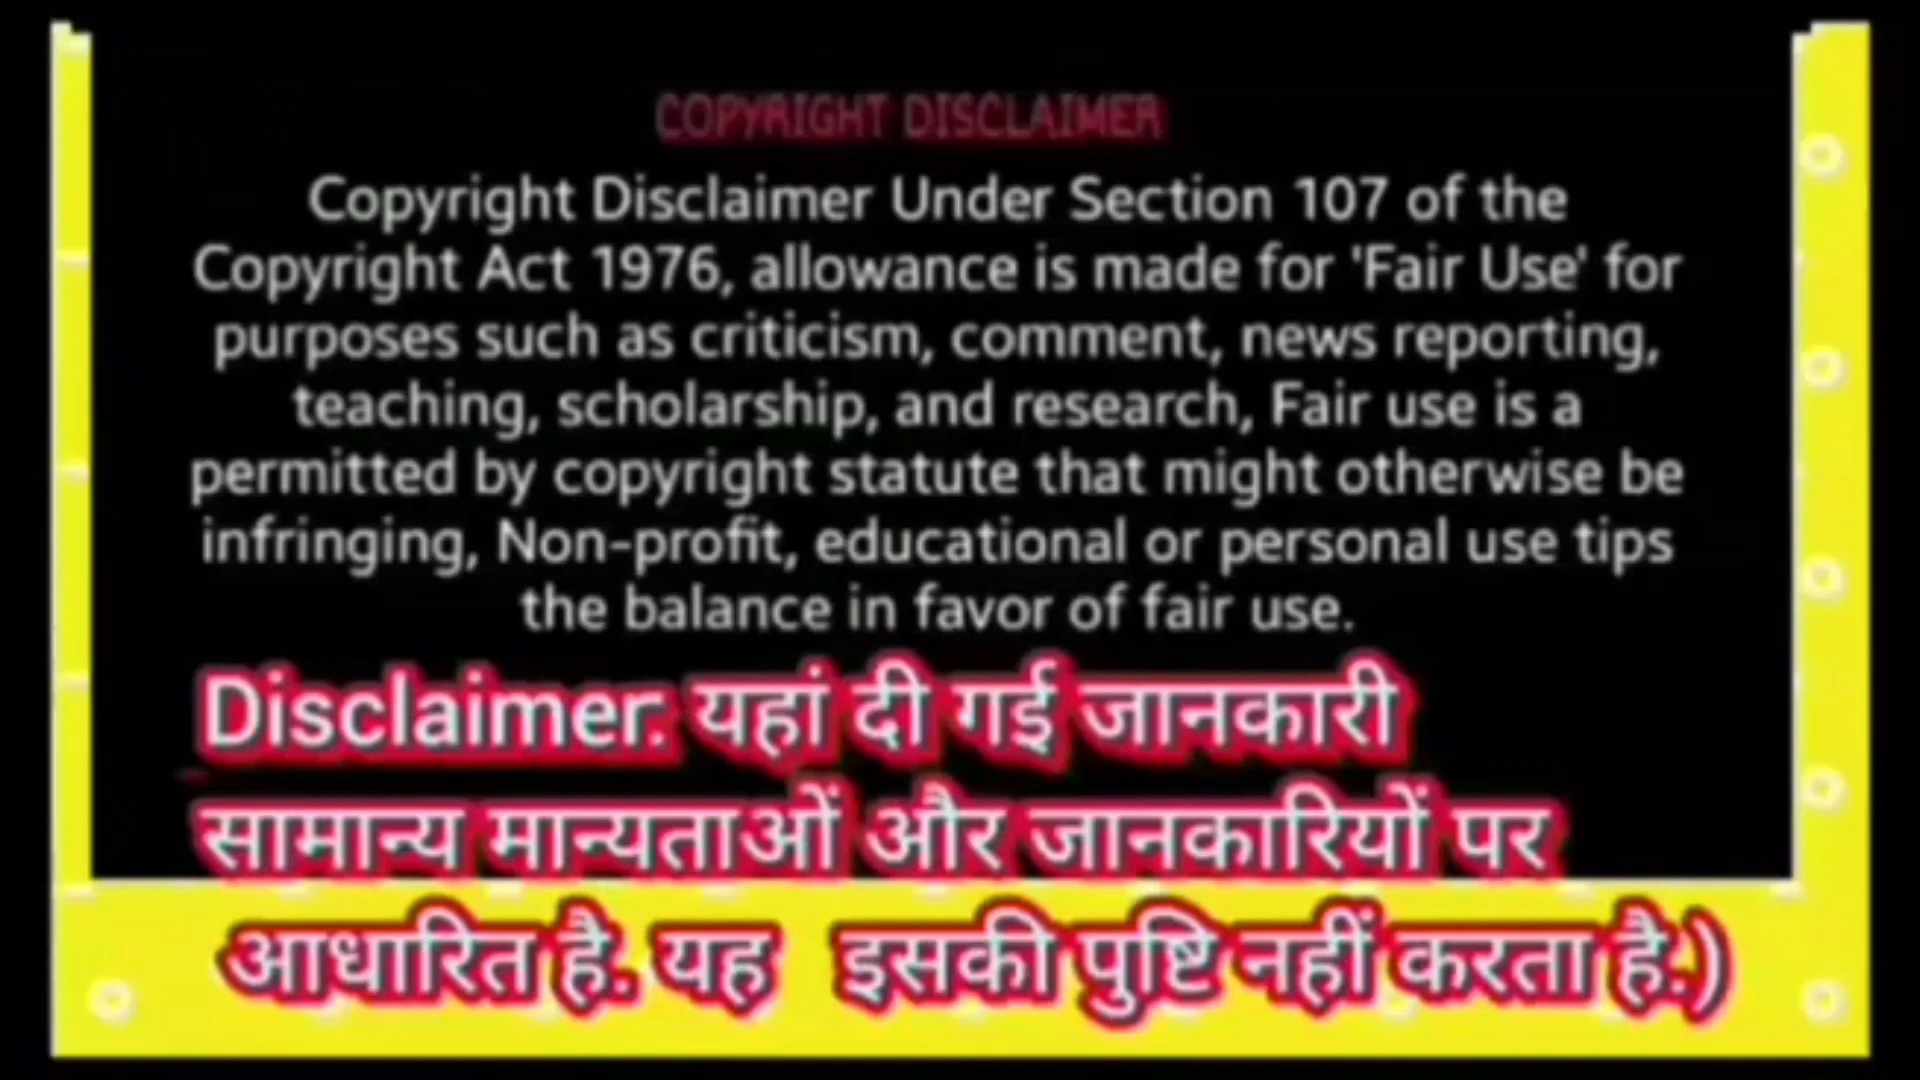 COPYRIGHT DISCLAIMER
Copyright Disclaimer Under Section 107 of the
Copyright Act 1976, allowance is made for 'Fair Use' for
purposes such as criticism, comment, news reporting,
teaching, scholarship, and research, Fair use is a
permitted by copyright statute that might otherwise be
infringing, Non-profit, educational or personal use tips
the balance in favor of fair use.
Disclaimer: यहां दी गई जानकारी
सामान्य मान्यताओं और जानकारियों पर
आधारित है. यह इसकी पुष्टि नहीं करता है.)